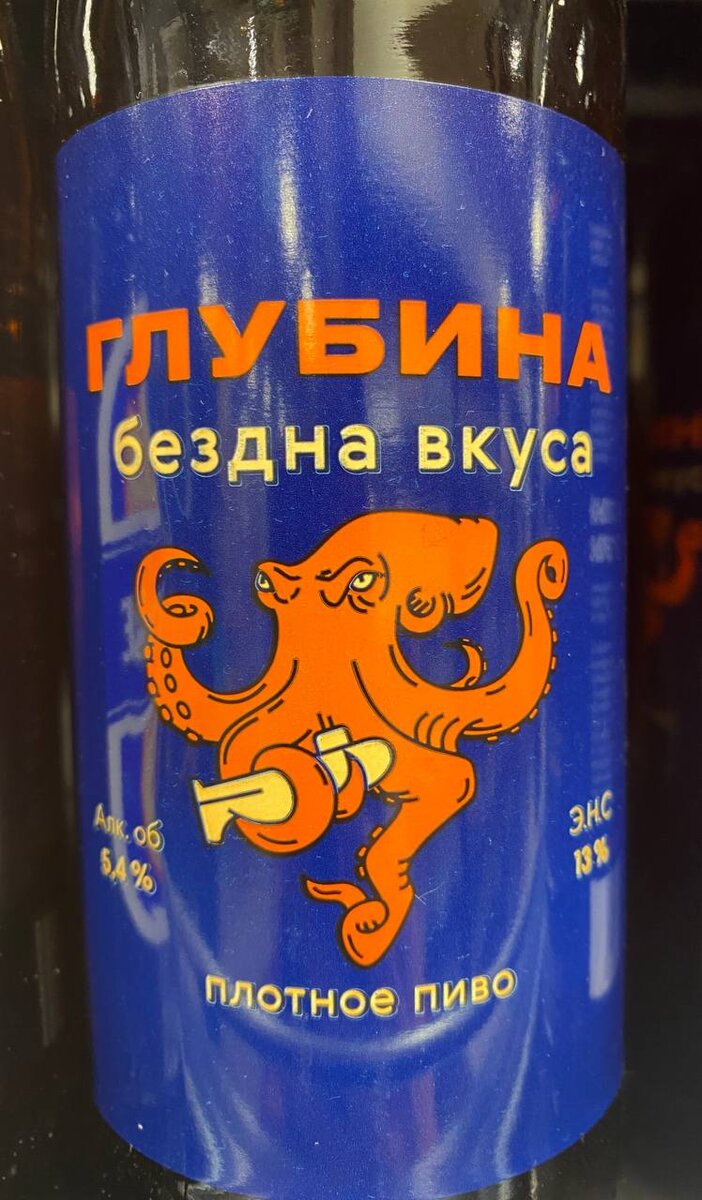 ГЛУБИНА
бездна вкуса
Алк. об
5,4 %
Э.Н.С
13 %
плотное пиво